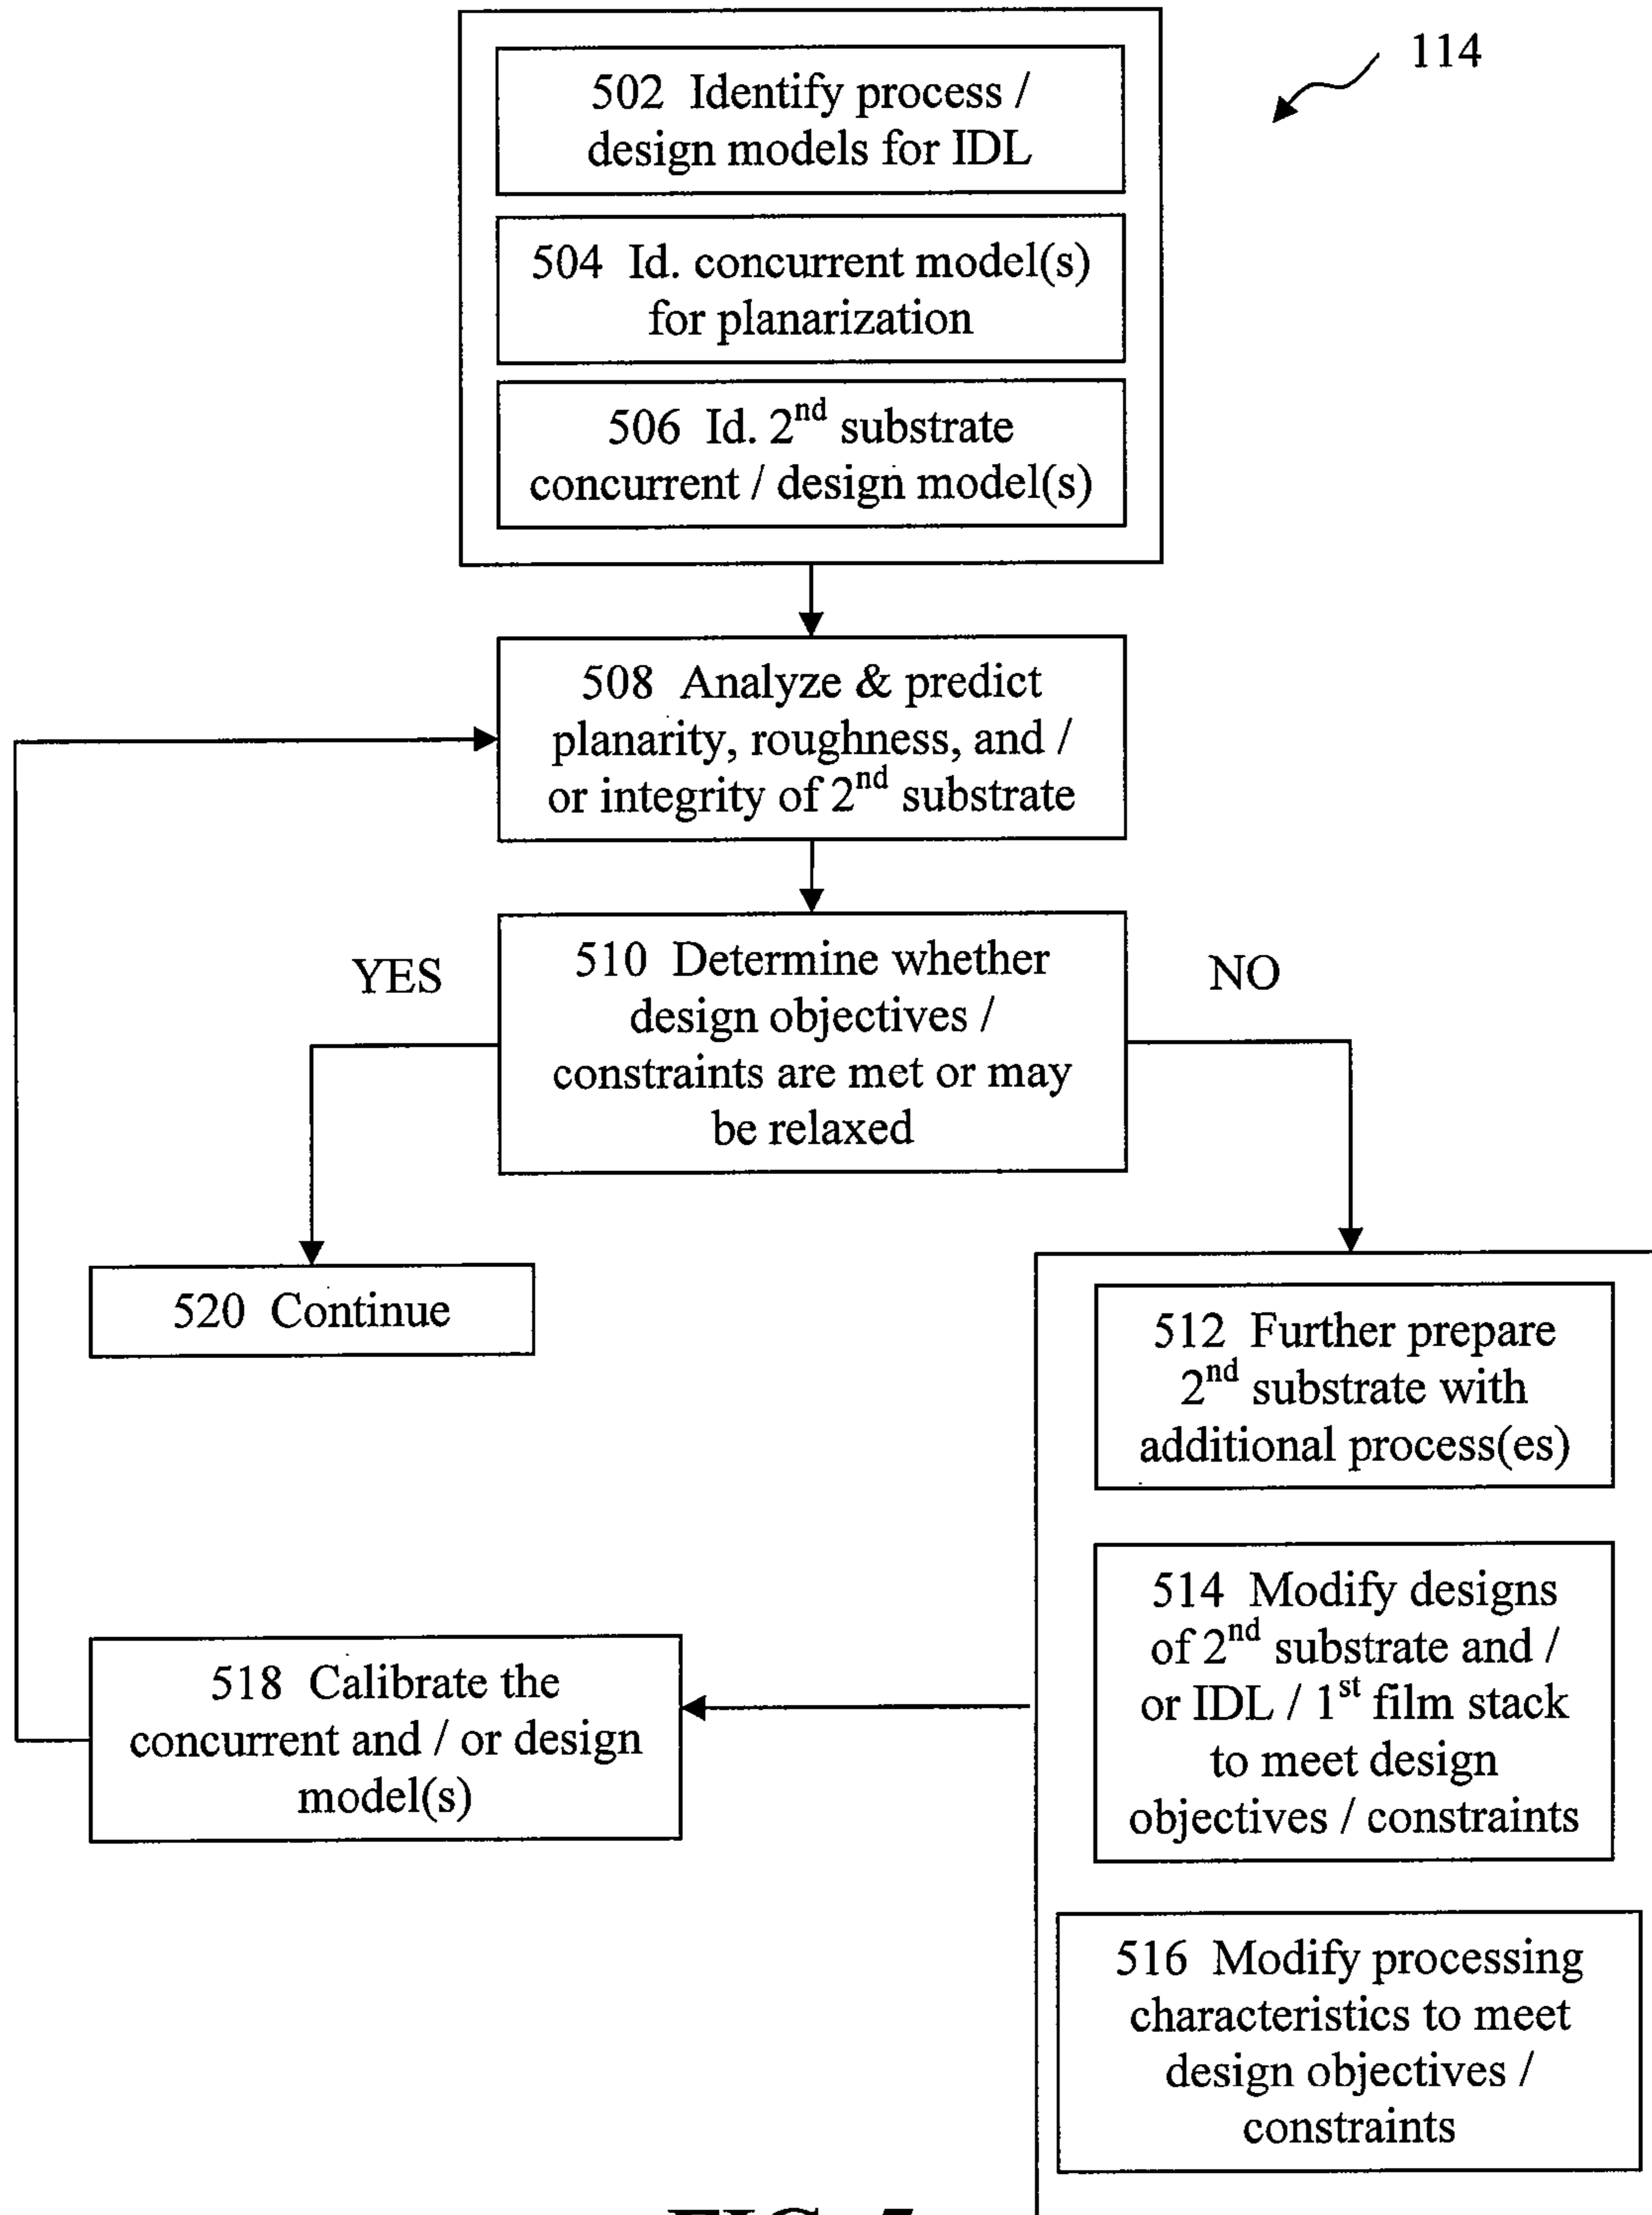 114
502 Identify process /
design models for IDL
504 Id. concurrent model(s)
for planarization
506 Id. 2nd substrate
concurrent / design model(s)
508 Analyze & predict
planarity, roughness, and /
or integrity of 2nd substrate
YES
510 Determine whether
design objectives /
constraints are met or may
be relaxed
NO
520 Continue
512 Further prepare
2nd substrate with
additional process(es)
514 Modify designs
of 2nd substrate and /
or IDL / 1st film stack
to meet design
objectives / constraints
518 Calibrate the
concurrent and / or design
model(s)
516 Modify processing
characteristics to meet
design objectives /
constraints